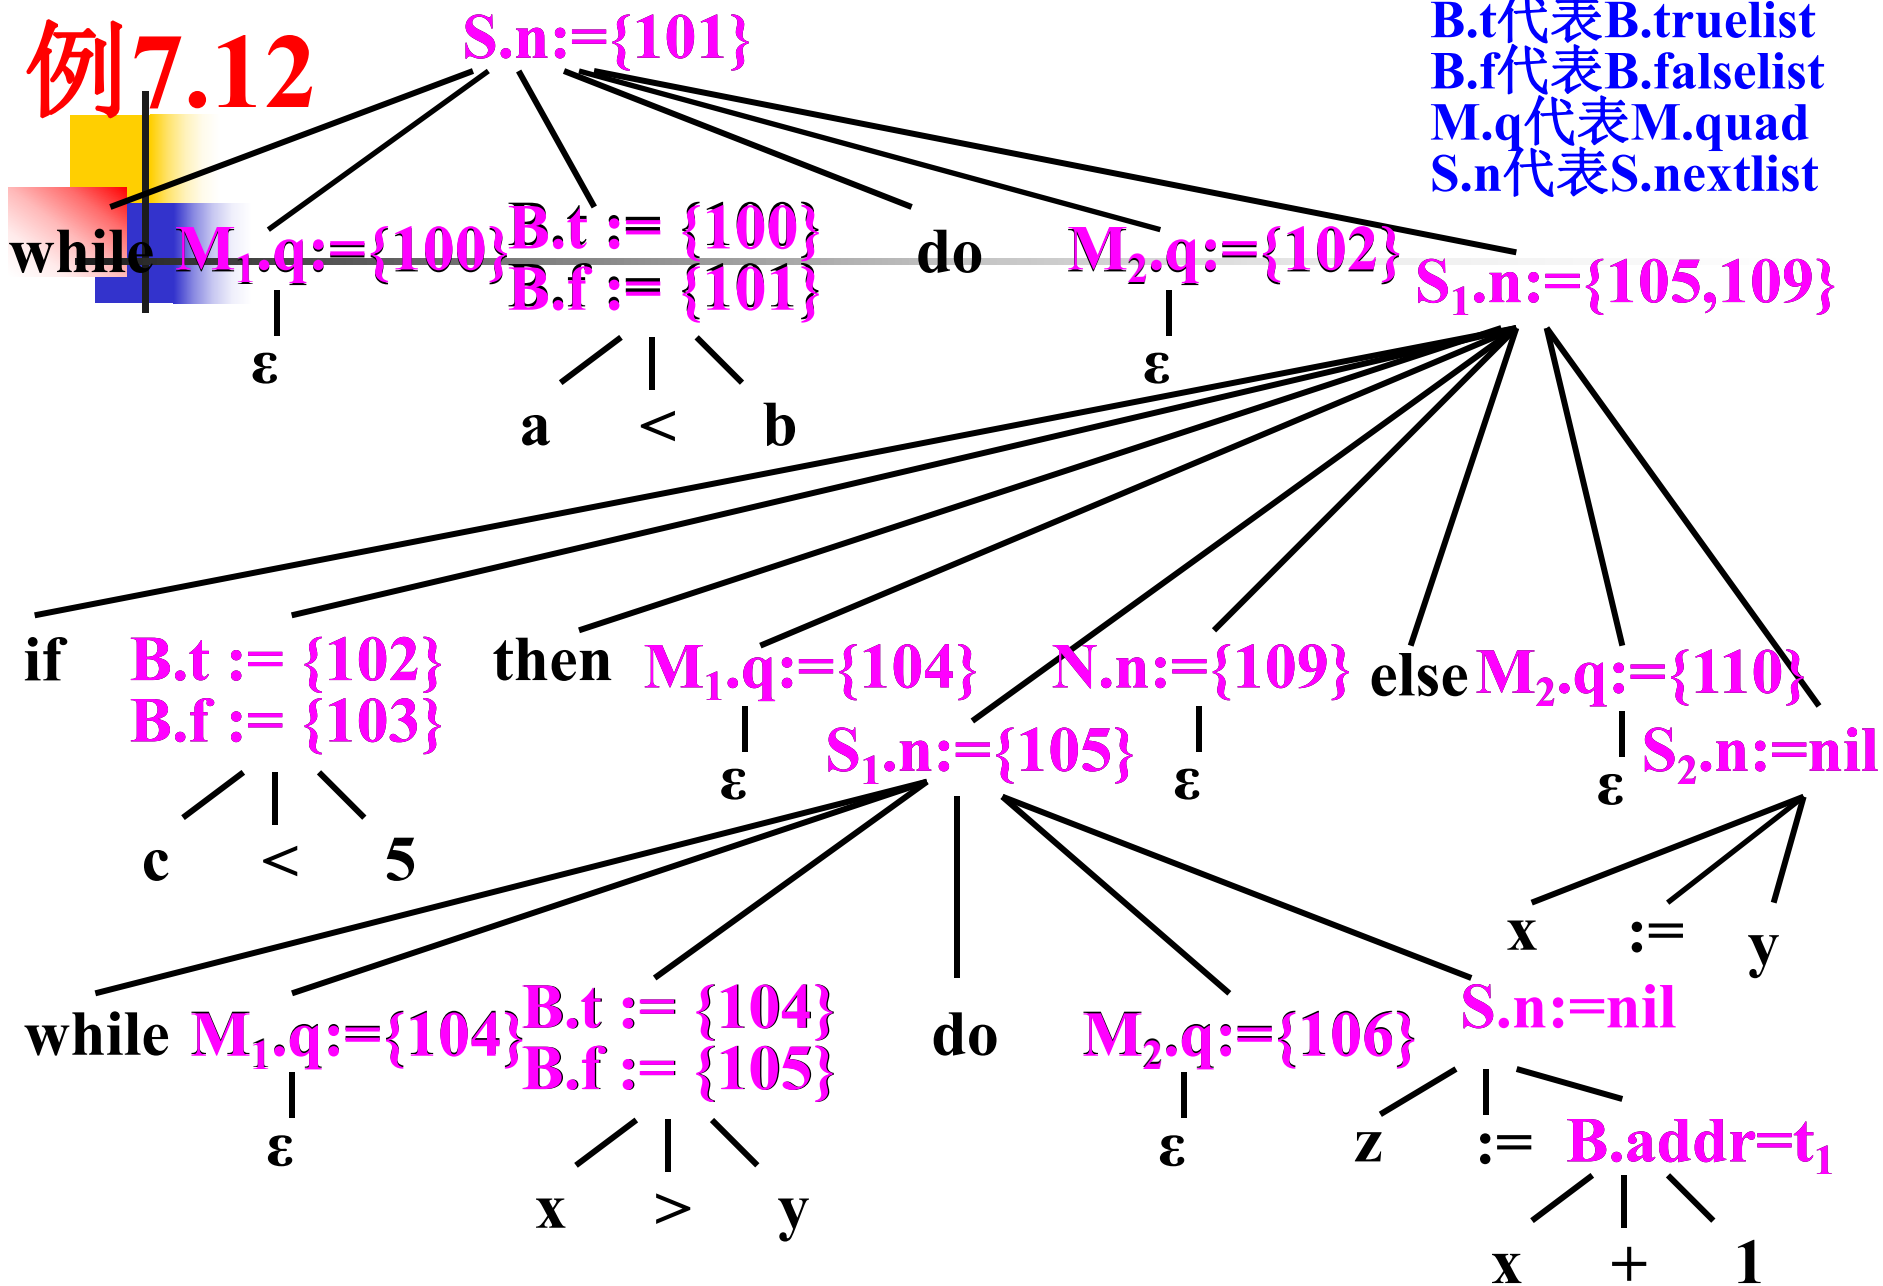 例7.12
S.n:={101}
B.t代表B.truelist
B.f代表B.falselist
M.q代表M.quad
S.n代表S.nextlist
while M₁.q:={100} B.t := {100} do M₂.q:={102} S₁.n:={105,109}
B.f := {101}
ε ε
a < b
if B.t := {102} then M₁.q:={104} N.n:={109} else M₂.q:={110}
B.f := {103} S₁.n:={105} S₂.n:=nil
ε ε ε
c < 5
x := y
while M₁.q:={104} B.t := {104} do M₂.q:={106} S.n:=nil
B.f := {105}
ε ε z := B.addr=t₁
x > y
x + 1